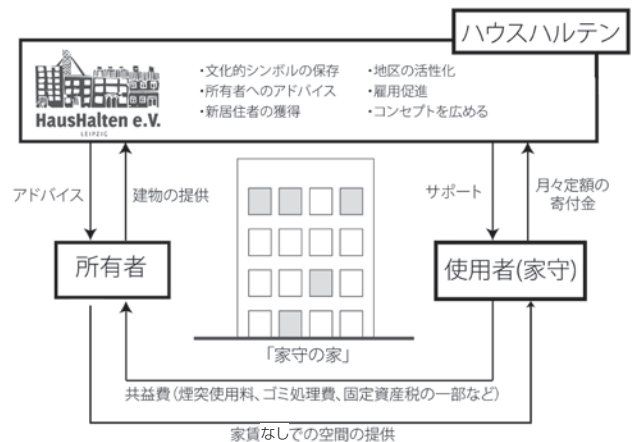 ハウスハルテン
・文化的シンボルの保存
・所有者へのアドバイス
・新居住者の獲得
・地区の活性化
・雇用促進
・コンセプトを広める
HausHalten e.V.
LEIPZIG
アドバイス
建物の提供
サポート
月々定額の
寄付金
所有者
使用者(家守)
「家守の家」
共益費(煙突使用料、ゴミ処理費、固定資産税の一部など)
家賃なしでの空間の提供